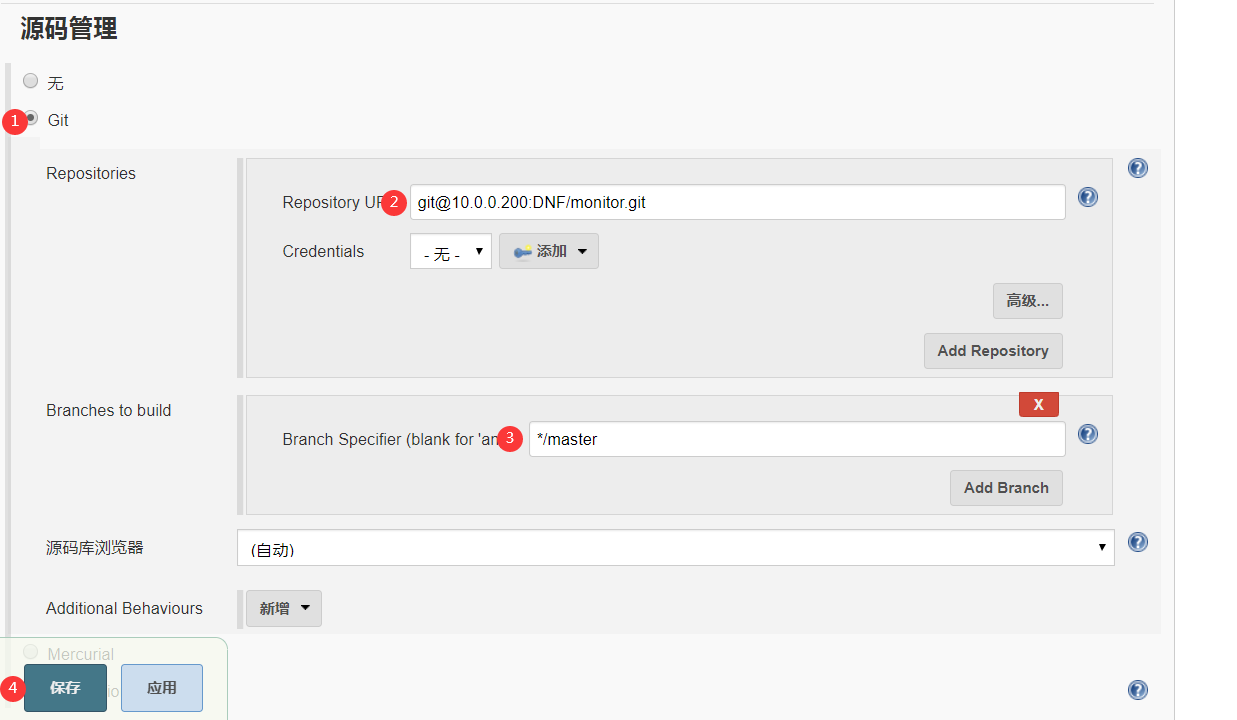 源码管理
无
1 Git
Repositories
Repository UR 2 git@10.0.0.200:DNF/monitor.git
Credentials - 无 - 添加
高级...
Add Repository
Branches to build X
Branch Specifier (blank for 'an 3 */master
Add Branch
源码库浏览器 (自动)
Additional Behaviours 新增
Mercurial
4 保存 应用